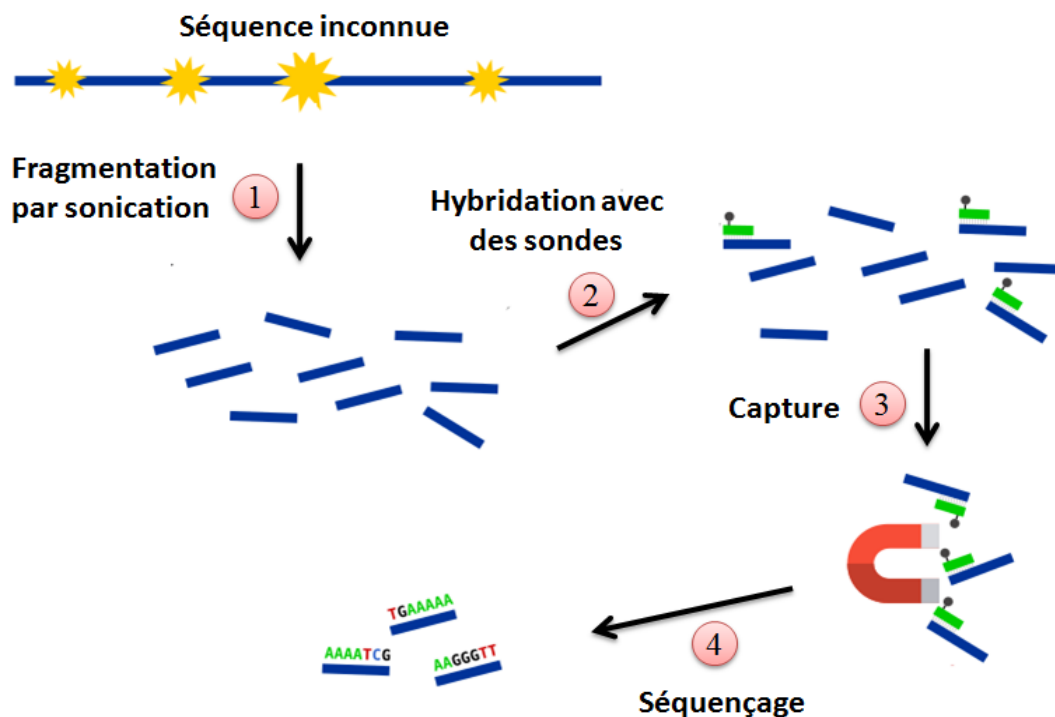 Séquence inconnue
Fragmentation
par sonication
1
Hybridation avec
des sondes
2
Capture
3
TGAAAAA
AAAATCG
AAGGGTT
4
Séquençage